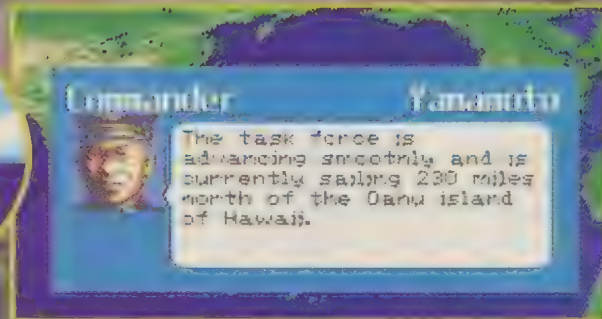 Commander Yamamoto
The task force is
advancing smoothly and is
currently sailing 230 miles
north of the Oahu island
of Hawaii.